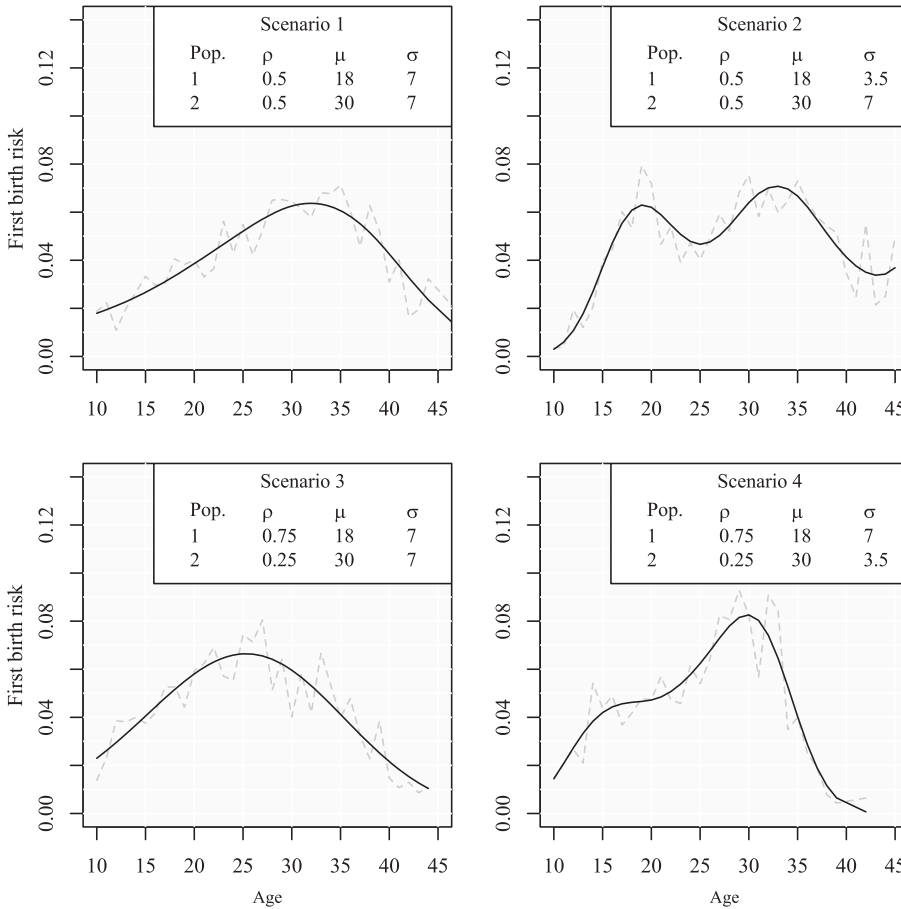 Scenario 1
Pop. ρ μ σ
1 0.5 18 7
2 0.5 30 7
First birth risk
0.12
0.08
0.04
0.00
10 15 20 25 30 35 40 45
Scenario 2
Pop. ρ μ σ
1 0.5 18 3.5
2 0.5 30 7
0.12
0.08
0.04
0.00
10 15 20 25 30 35 40 45
Scenario 3
Pop. ρ μ σ
1 0.75 18 7
2 0.25 30 7
First birth risk
0.12
0.08
0.04
0.00
10 15 20 25 30 35 40 45
Age
Scenario 4
Pop. ρ μ σ
1 0.75 18 7
2 0.25 30 3.5
0.12
0.08
0.04
0.00
10 15 20 25 30 35 40 45
Age